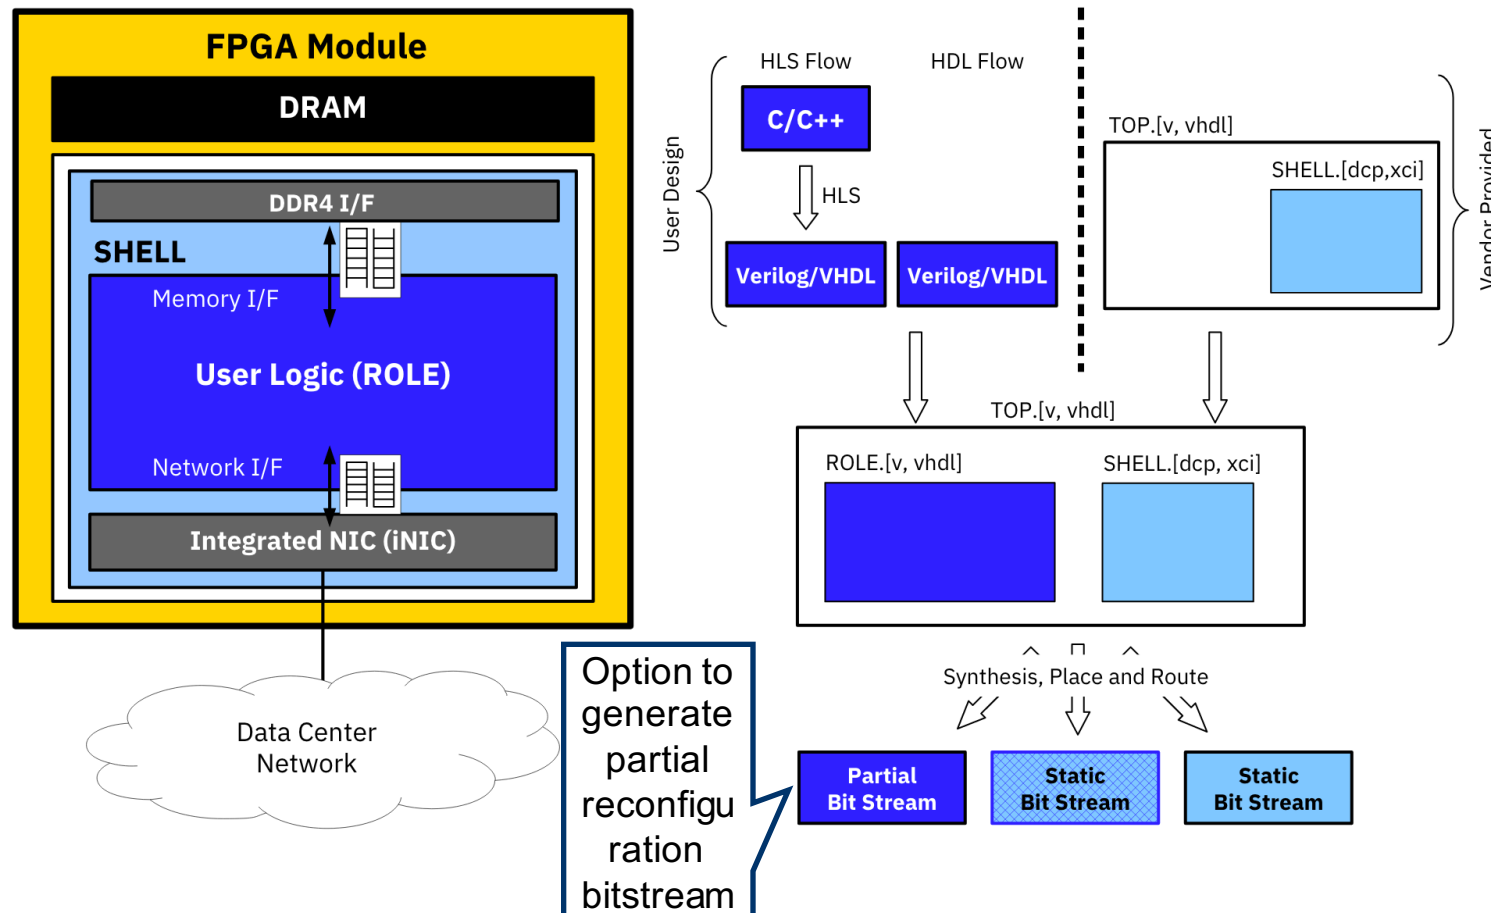 FPGA Module
DRAM
DDR4 I/F
SHELL
Memory I/F
User Logic (ROLE)
Network I/F
Integrated NIC (iNIC)
Data Center
Network
Option to
generate
partial
reconfigu
ration
bitstream
User Design
HLS Flow
HDL Flow
C/C++
HLS
Verilog/VHDL
Verilog/VHDL
TOP.[v, vhdl]
SHELL.[dcp,xci]
Vendor Provided
TOP.[v, vhdl]
ROLE.[v, vhdl]
SHELL.[dcp, xci]
Synthesis, Place and Route
Partial
Bit Stream
Static
Bit Stream
Static
Bit Stream